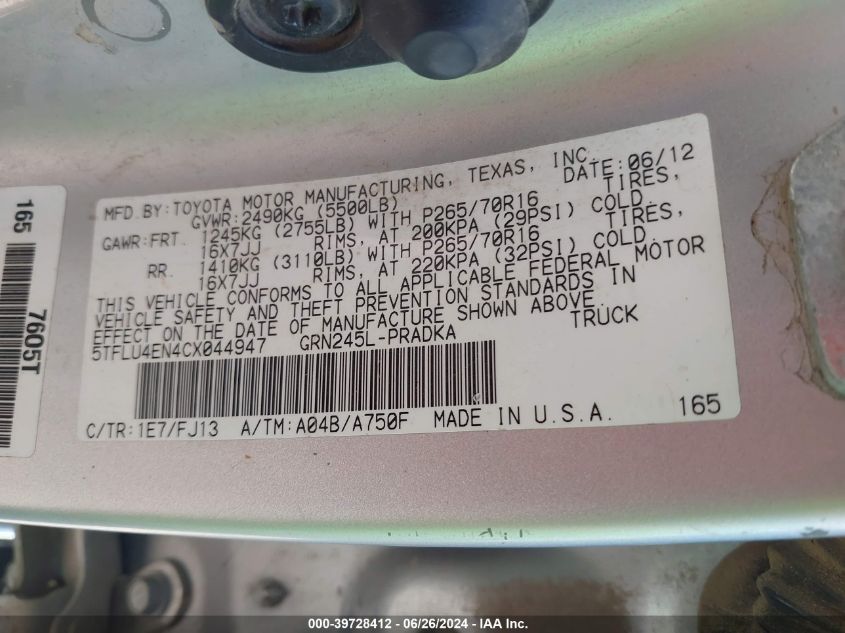 MFD.BY:TOYOTA MOTOR MANUFACTURING, TEXAS, INC. DATE:06/12
GVWR:2490KG (5500LB)
GAWR:FRT. 1245KG (2755LB) WITH P265/70R16 TIRES,
16X7JJ RIMS, AT 200KPA (29PSI) COLD.
RR. 1410KG (3110LB) WITH P265/70R16 TIRES,
16X7JJ RIMS, AT 220KPA (32PSI) COLD.
THIS VEHICLE CONFORMS TO ALL APPLICABLE FEDERAL MOTOR
VEHICLE SAFETY AND THEFT PREVENTION STANDARDS IN
EFFECT ON THE DATE OF MANUFACTURE SHOWN ABOVE.
5TFLU4EN4CX044947 GRN245L-PRADKA TRUCK
C/TR:1E7/FJ13 A/TM:A04B/A750F MADE IN U.S.A. 165
165
7605T
000-39728412 - 06/26/2024 - IAA Inc.